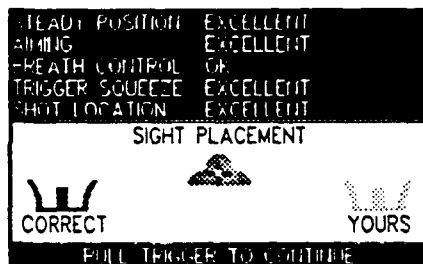 STEADY POSITION EXCELLENT
AIMING EXCELLENT
BREATH CONTROL OK
TRIGGER SQUEEZE EXCELLENT
SHOT LOCATION EXCELLENT
SIGHT PLACEMENT
CORRECT YOURS
PULL TRIGGER TO CONTINUE